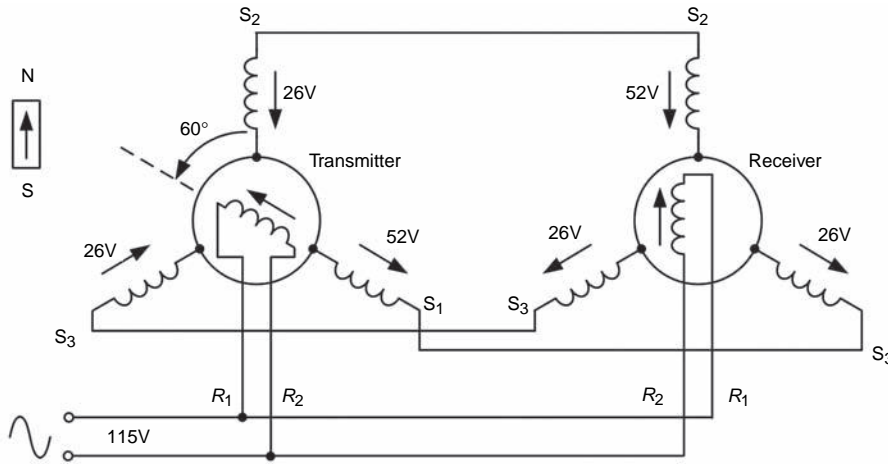 S2 S2
N
26V 52V
60°
Transmitter Receiver
S
26V 52V 26V 26V
S1 S3
S3 S3
R1 R2 R2 R1
115V